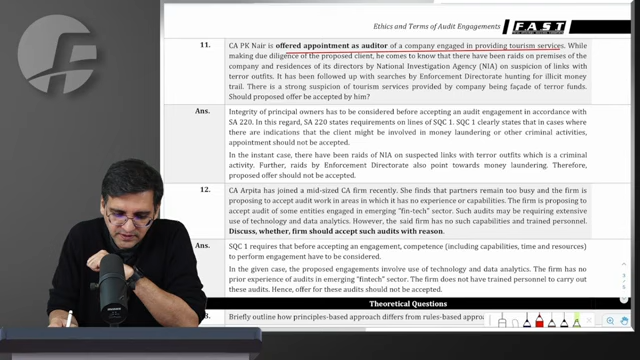 Ethics and Terms of Audit Engagements
FAST
11. CA PK Nair is offered appointment as auditor of a company engaged in providing tourism services. While
making due diligence of the proposed client, he comes to know that there have been raids on premises of the
company and residences of its directors by National Investigation Agency (NIA) on suspicion of links with
terror outfits. It has been followed up with searches by Enforcement Directorate hunting for illicit money
trail. There is a strong suspicion of tourism services provided by company being façade of terror funds.
Should proposed offer be accepted by him?
Ans. Integrity of principal owners has to be considered before accepting an audit engagement in accordance with
SA 220. In this regard, SA 220 states requirements on lines of SQC 1. SQC 1 clearly states that in cases where
there are indications that the client might be involved in money laundering or other criminal activities,
appointment should not be accepted.
In the instant case, there have been raids of NIA on suspected links with terror outfits which is a criminal
activity. Further, raids by Enforcement Directorate also point towards money laundering. Therefore,
proposed offer should not be accepted.
12. CA Arpita has joined a mid-sized CA firm recently. She finds that partners remain too busy and the firm is
proposing to accept audit work in areas in which it has no experience or capabilities. The firm is proposing to
accept audit of some entities engaged in emerging "fin-tech" sector. Such audits may be requiring extensive
use of technology and data analytics. However, the said firm has no such capabilities and trained personnel.
Discuss, whether, firm should accept such audits with reason.
Ans. SQC 1 requires that before accepting an engagement, competence (including capabilities, time and resources)
to perform engagement have to be considered.
In the given case, the proposed engagements involve use of technology and data analytics. The firm has no
prior experience of audits in emerging "fintech" sector. The firm does not have trained personnel to carry out
these audits. Hence, offer for these audits should not be accepted.
Theoretical Questions
Briefly outline how principles-based approach differs from rules-based appro
3
/
5